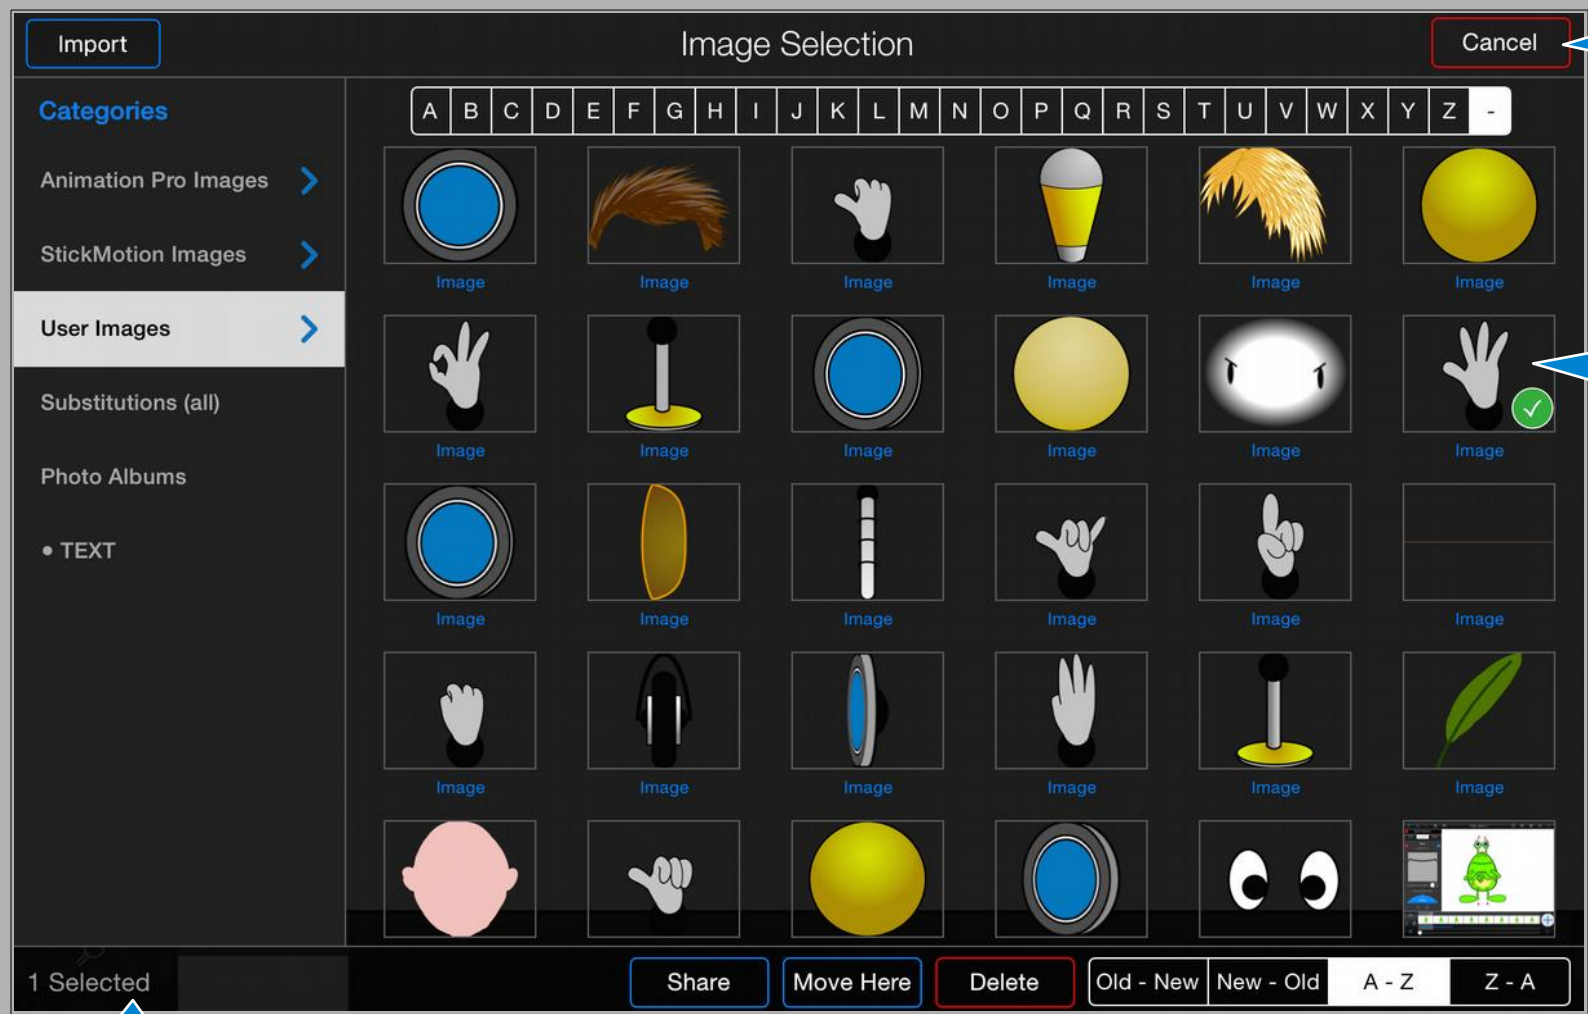 Import
Image Selection
Cancel
Categories
A B C D E F G H I J K L M N O P Q R S T U V W X Y Z -
Animation Pro Images
StickMotion Images
User Images
Substitutions (all)
Photo Albums
• TEXT
Image Image Image Image Image Image
Image Image Image Image Image Image
Image Image Image Image Image Image
Image Image Image Image Image Image
1 Selected
Share
Move Here
Delete
Old - New
New - Old
A - Z
Z - A